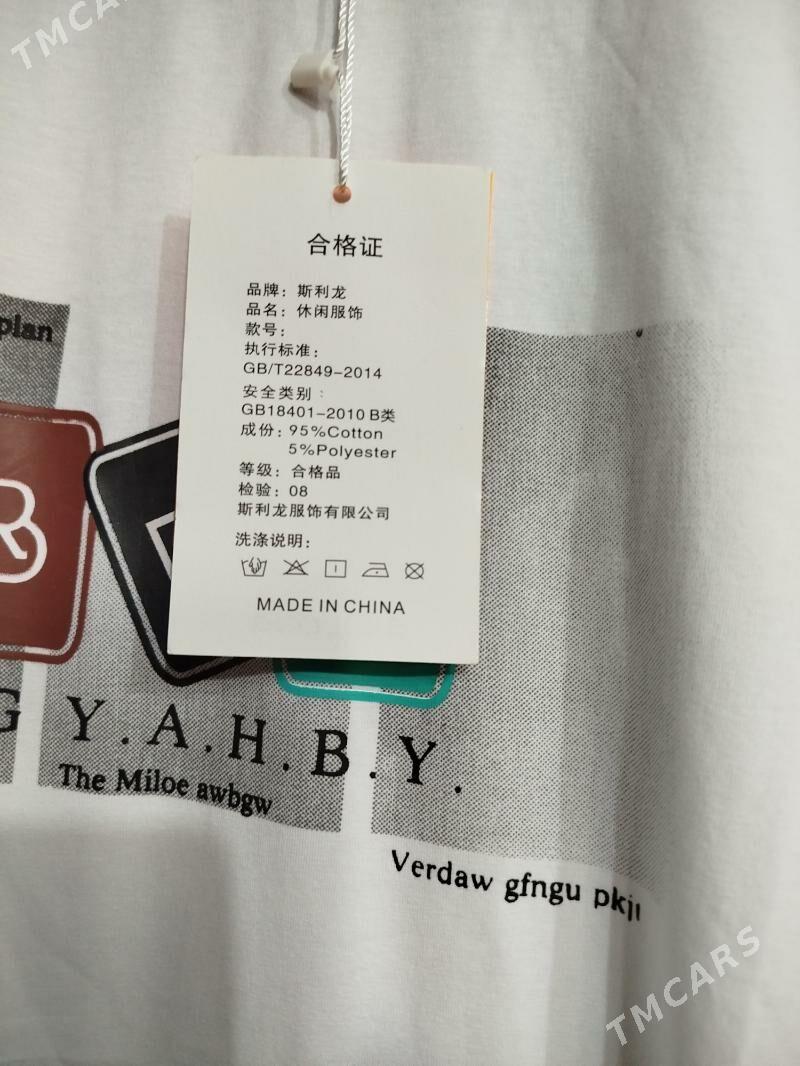 TMCARS
合格证
品牌：斯利龙
品名：休闲服饰
款号：
执行标准：
GB/T22849-2014
安全类别：
GB18401-2010 B类
成份：95%Cotton
5%Polyester
等级：合格品
检验：08
斯利龙服饰有限公司
洗涤说明：
MADE IN CHINA
plan
G Y.A.H.B.Y.
The Miloe awbgw
Verdaw gfngu
TMCARS